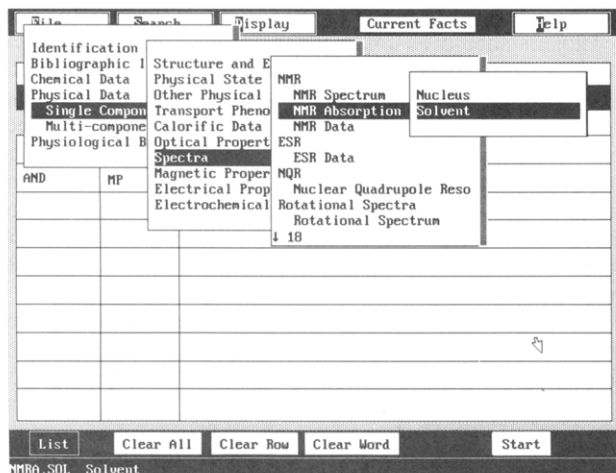 File Search Display Current Facts Help
Identification
Bibliographic I
Chemical Data
Physical Data
Single Compon
Multi-compone
Physiological B
Structure and E
Physical State
Other Physical
Transport Pheno
Calorific Data
Optical Propert
Spectra
Magnetic Proper
Electrical Prop
Electrochemical
NMR
NMR Spectrum
NMR Absorption
NMR Data
ESR
ESR Data
NQR
Nuclear Quadrupole Reso
Rotational Spectra
Rotational Spectrum
↓ 18
Nucleus
Solvent
AND MP
List Clear All Clear Row Clear Word Start
NMRA.SOL Solvent